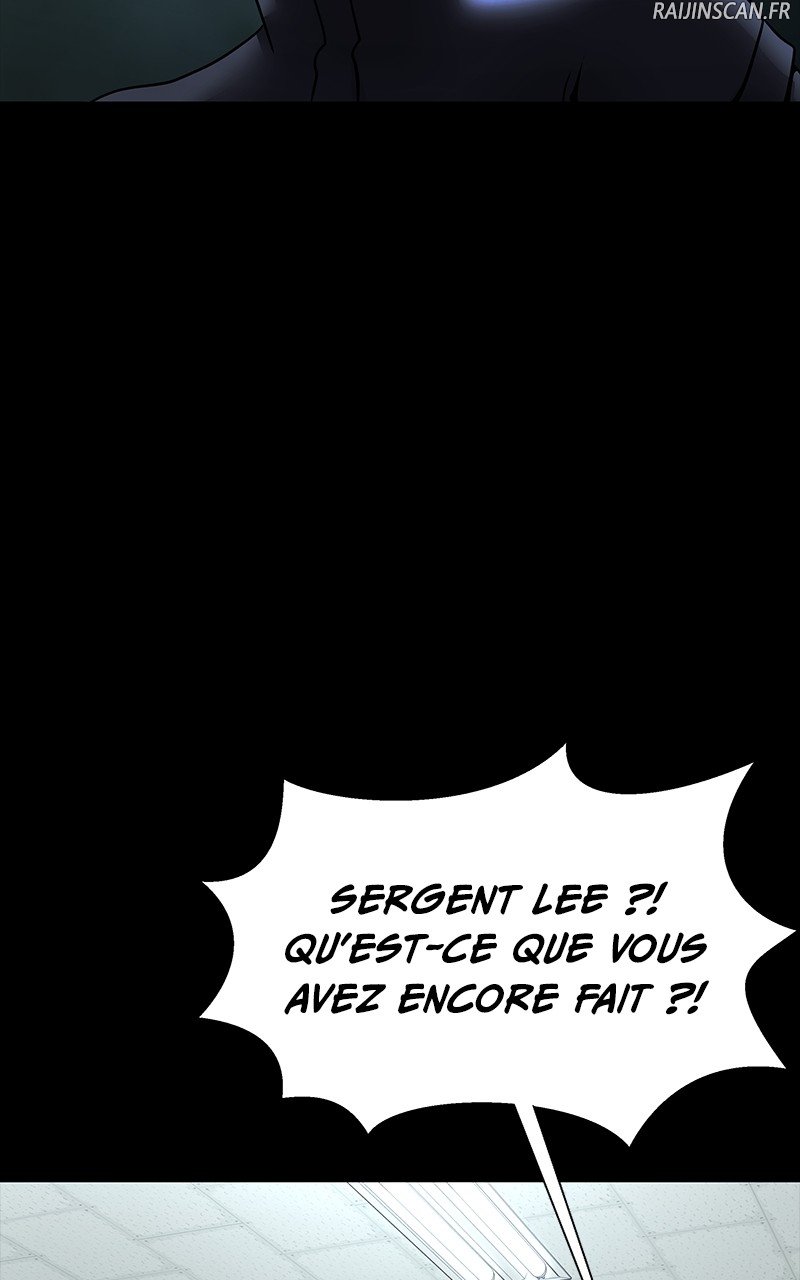 RAIJINSCAN.FR
SERGENT LEE ?!
QU'EST-CE QUE VOUS
AVEZ ENCORE FAIT ?!